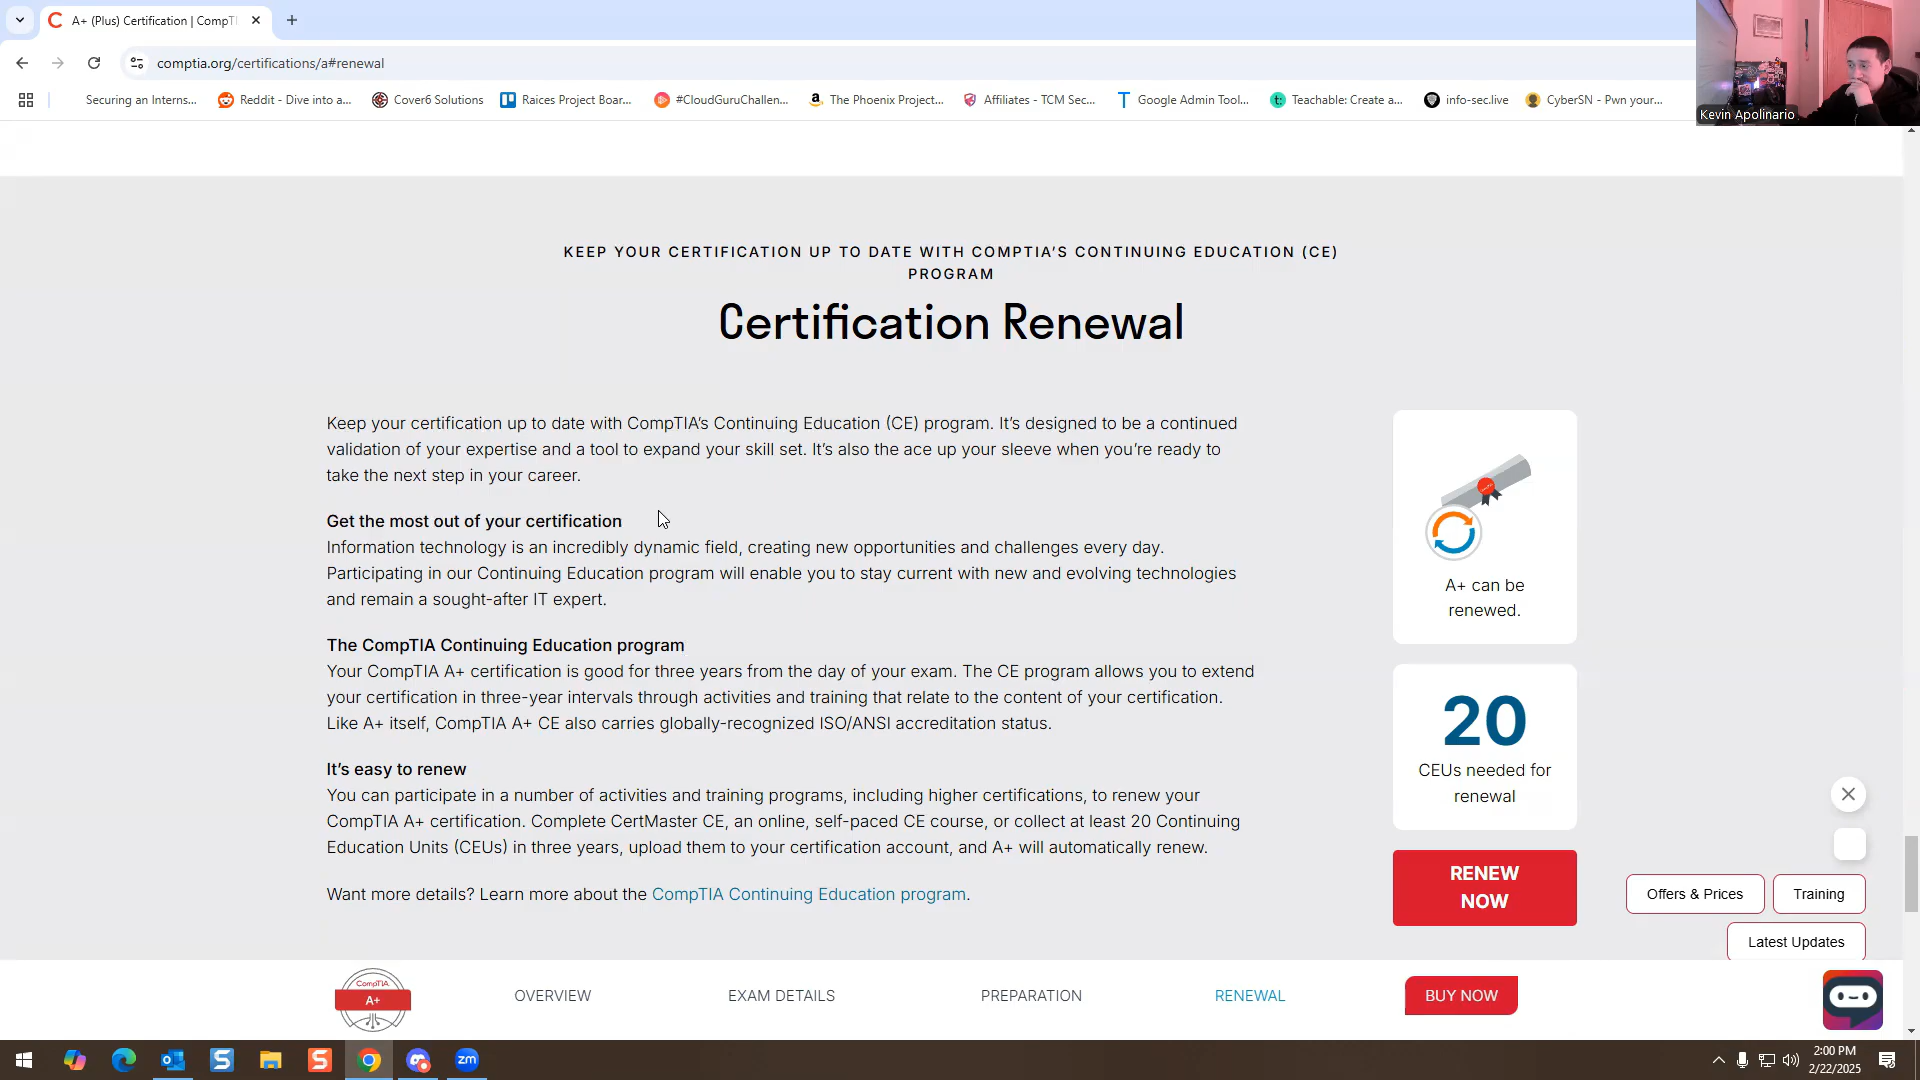 A+ (Plus) Certification | CompTI
comptia.org/certifications/a#renewal
Securing an Interns...
Reddit - Dive into a...
Cover6 Solutions
Raices Project Boar...
#CloudGuruChallen...
The Phoenix Project...
Affiliates - TCM Sec...
Google Admin Tool...
Teachable: Create a...
info-sec.live
CyberSN - Pwn your...
Kevin Apolinario
KEEP YOUR CERTIFICATION UP TO DATE WITH COMPTIA'S CONTINUING EDUCATION (CE)
PROGRAM
Certification Renewal
Keep your certification up to date with CompTIA's Continuing Education (CE) program. It's designed to be a continued
validation of your expertise and a tool to expand your skill set. It's also the ace up your sleeve when you're ready to
take the next step in your career.
Get the most out of your certification
Information technology is an incredibly dynamic field, creating new opportunities and challenges every day.
Participating in our Continuing Education program will enable you to stay current with new and evolving technologies
and remain a sought-after IT expert.
The CompTIA Continuing Education program
Your CompTIA A+ certification is good for three years from the day of your exam. The CE program allows you to extend
your certification in three-year intervals through activities and training that relate to the content of your certification.
Like A+ itself, CompTIA A+ CE also carries globally-recognized ISO/ANSI accreditation status.
It's easy to renew
You can participate in a number of activities and training programs, including higher certifications, to renew your
CompTIA A+ certification. Complete CertMaster CE, an online, self-paced CE course, or collect at least 20 Continuing
Education Units (CEUs) in three years, upload them to your certification account, and A+ will automatically renew.
Want more details? Learn more about the CompTIA Continuing Education program.
A+ can be
renewed.
20
CEUs needed for
renewal
RENEW
NOW
Offers & Prices
Training
Latest Updates
CompTIA
A+
OVERVIEW
EXAM DETAILS
PREPARATION
RENEWAL
BUY NOW
zm
2:00 PM
2/22/2025